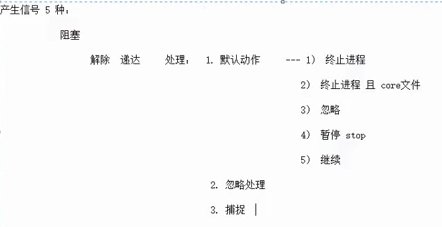 产生信号 5 种：
阻塞
解除 递达 处理： 1. 默认动作 --- 1） 终止进程
2） 终止进程 且 core文件
3） 忽略
4） 暂停 stop
5） 继续
2. 忽略处理
3. 捕捉